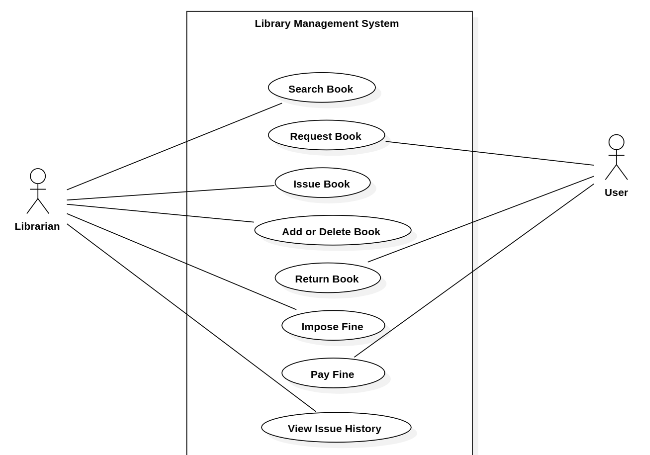 Library Management System
Search Book
Request Book
Issue Book
Add or Delete Book
Return Book
Impose Fine
Pay Fine
View Issue History
Librarian
User